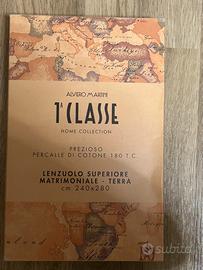 ALVIERO MARTINI
1ª CLASSE
HOME COLLECTION
PREZIOSO
PERCALLE DI COTONE 180 T.C.
LENZUOLO SUPERIORE
MATRIMONIALE - TERRA
cm 240x280
subito